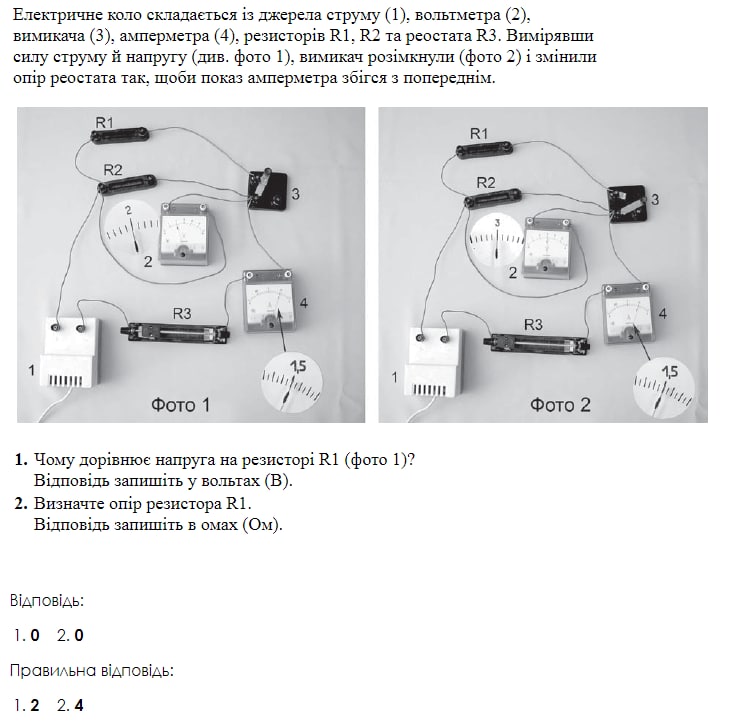 Електричне коло складається із джерела струму (1), вольтметра (2),
вимикача (3), амперметра (4), резисторів R1, R2 та реостата R3. Вимірявши
силу струму й напругу (див. фото 1), вимикач розімкнули (фото 2) і змінили
опір реостата так, щоби показ амперметра збігся з попереднім.
R1
R2
3
2
2
R3
4
1
1,5
Фото 1
R1
R2
3
3
2
R3
4
1
1,5
Фото 2
1. Чому дорівнює напруга на резисторі R1 (фото 1)?
Відповідь запишіть у вольтах (В).
2. Визначте опір резистора R1.
Відповідь запишіть в омах (Ом).
Відповідь:
1. 0 2. 0
Правильна відповідь:
1. 2 2. 4